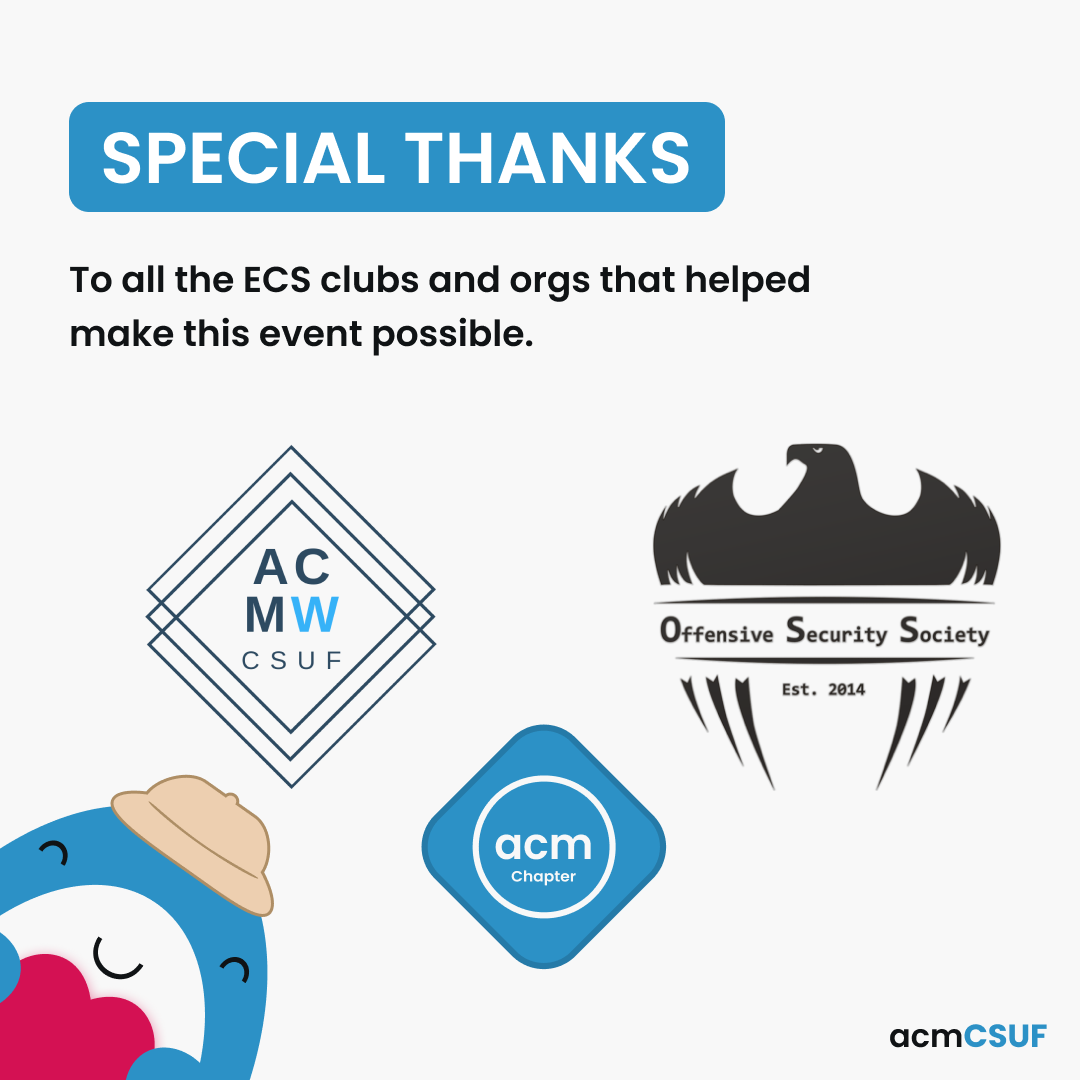 SPECIAL THANKS
To all the ECS clubs and orgs that helped
make this event possible.
AC
MW
CSUF
Offensive Security Society
Est. 2014
acm
Chapter
acmCSUF